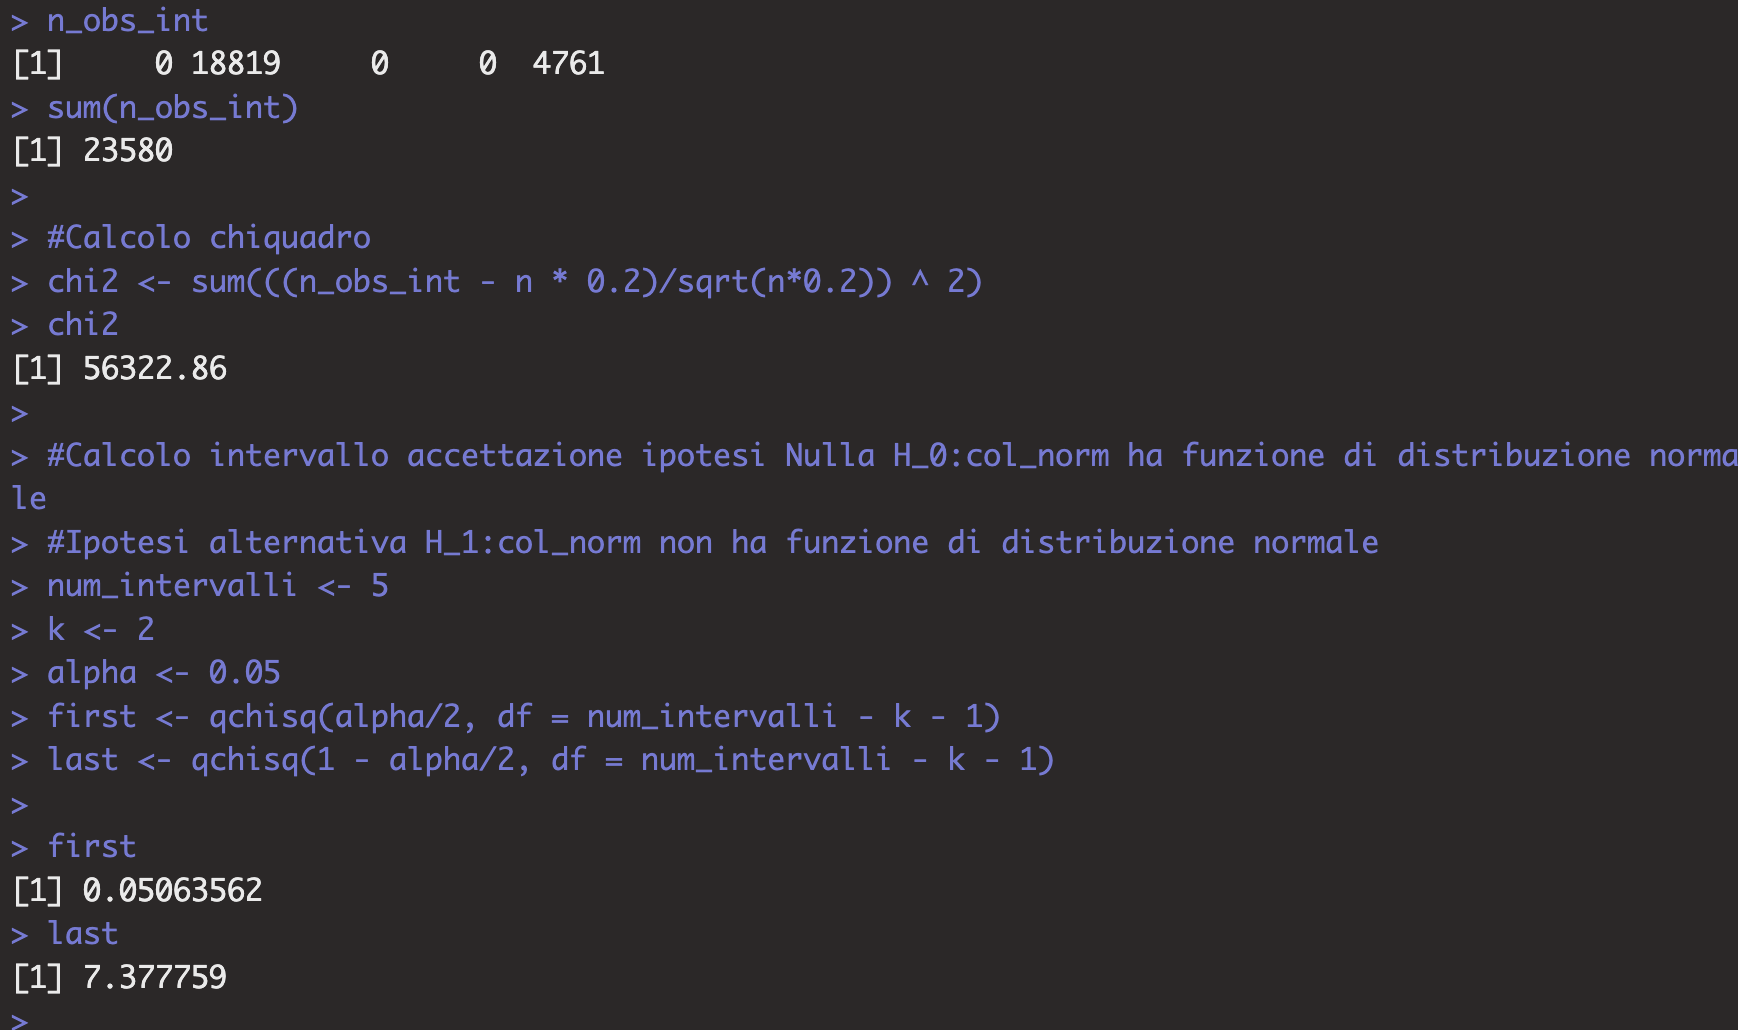 > n_obs_int
[1]     0 18819     0     0  4761
> sum(n_obs_int)
[1] 23580
>
> #Calcolo chiquadro
> chi2 <- sum(((n_obs_int - n * 0.2)/sqrt(n*0.2)) ^ 2)
> chi2
[1] 56322.86
>
> #Calcolo intervallo accettazione ipotesi Nulla H_0:col_norm ha funzione di distribuzione norma
le
> #Ipotesi alternativa H_1:col_norm non ha funzione di distribuzione normale
> num_intervalli <- 5
> k <- 2
> alpha <- 0.05
> first <- qchisq(alpha/2, df = num_intervalli - k - 1)
> last <- qchisq(1 - alpha/2, df = num_intervalli - k - 1)
>
> first
[1] 0.05063562
> last
[1] 7.377759
>